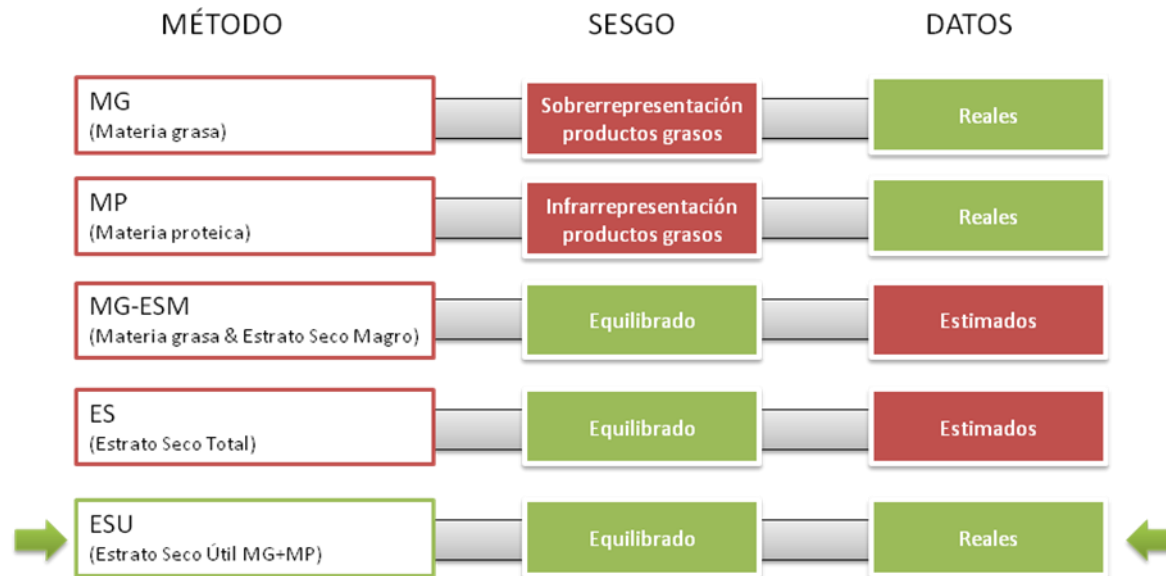 MÉTODO SESGO DATOS
MG
(Materia grasa)
Sobrerrepresentación
productos grasos
Reales
MP
(Materia proteica)
Infrarrepresentación
productos grasos
Reales
MG-ESM
(Materia grasa & Estrato Seco Magro)
Equilibrado
Estimados
ES
(Estrato Seco Total)
Equilibrado
Estimados
ESU
(Estrato Seco Útil MG+MP)
Equilibrado
Reales